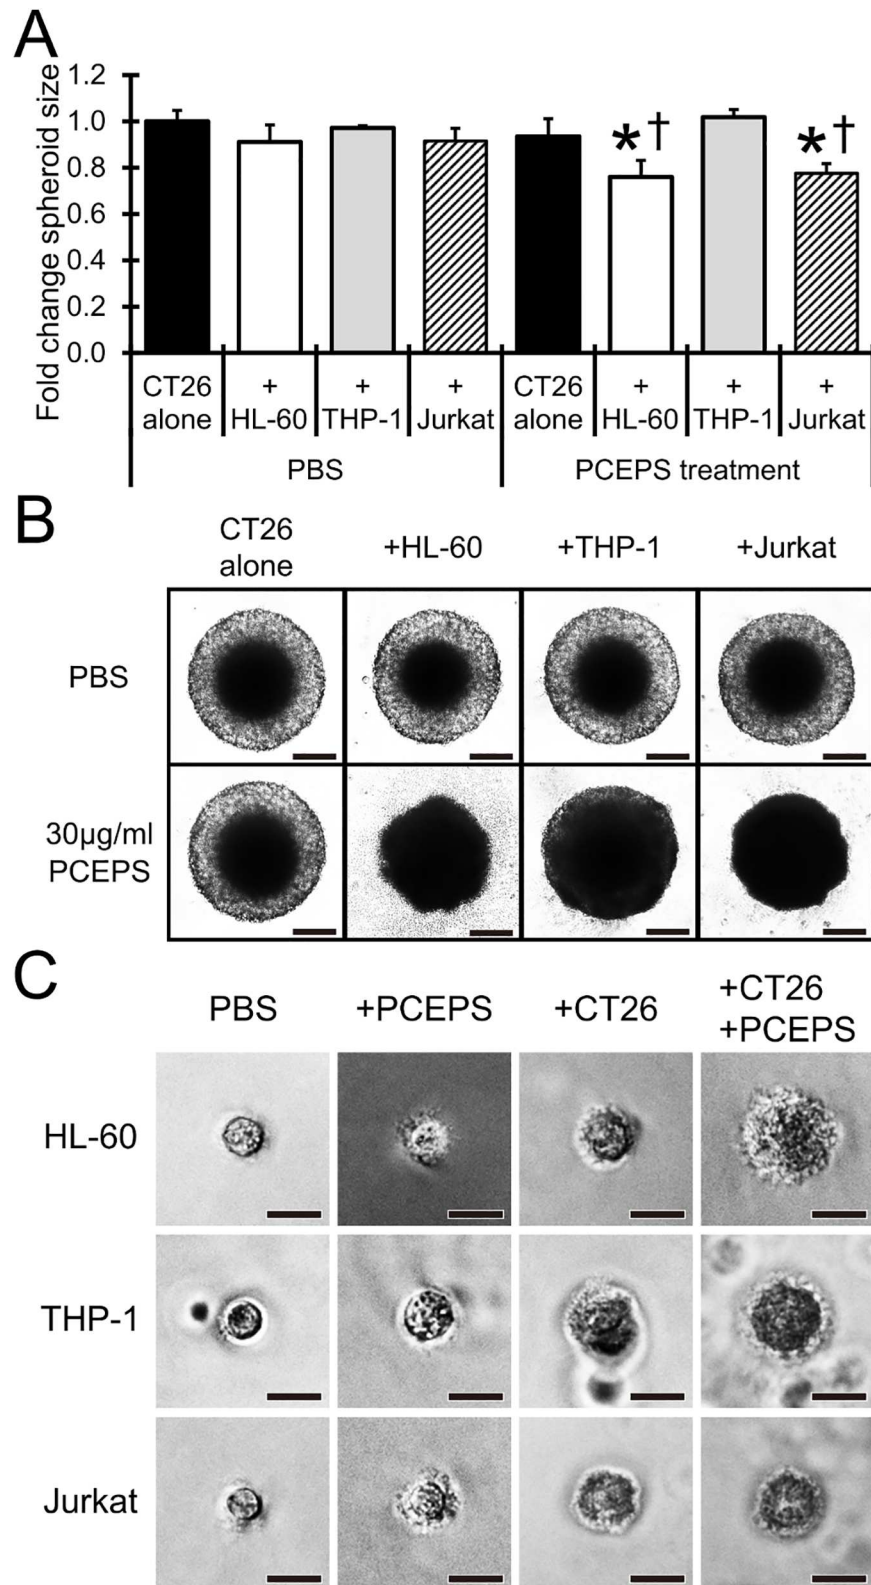 A
Fold change spheroid size
1.2
1.0
0.8
0.6
0.4
0.2
0.0
*†
*†
CT26 + + + CT26 + + +
alone HL-60 THP-1 Jurkat alone HL-60 THP-1 Jurkat
PBS PCEPS treatment
B
CT26
alone
+HL-60 +THP-1 +Jurkat
PBS
30µg/ml
PCEPS
C
PBS +PCEPS +CT26
+CT26
+PCEPS
HL-60
THP-1
Jurkat